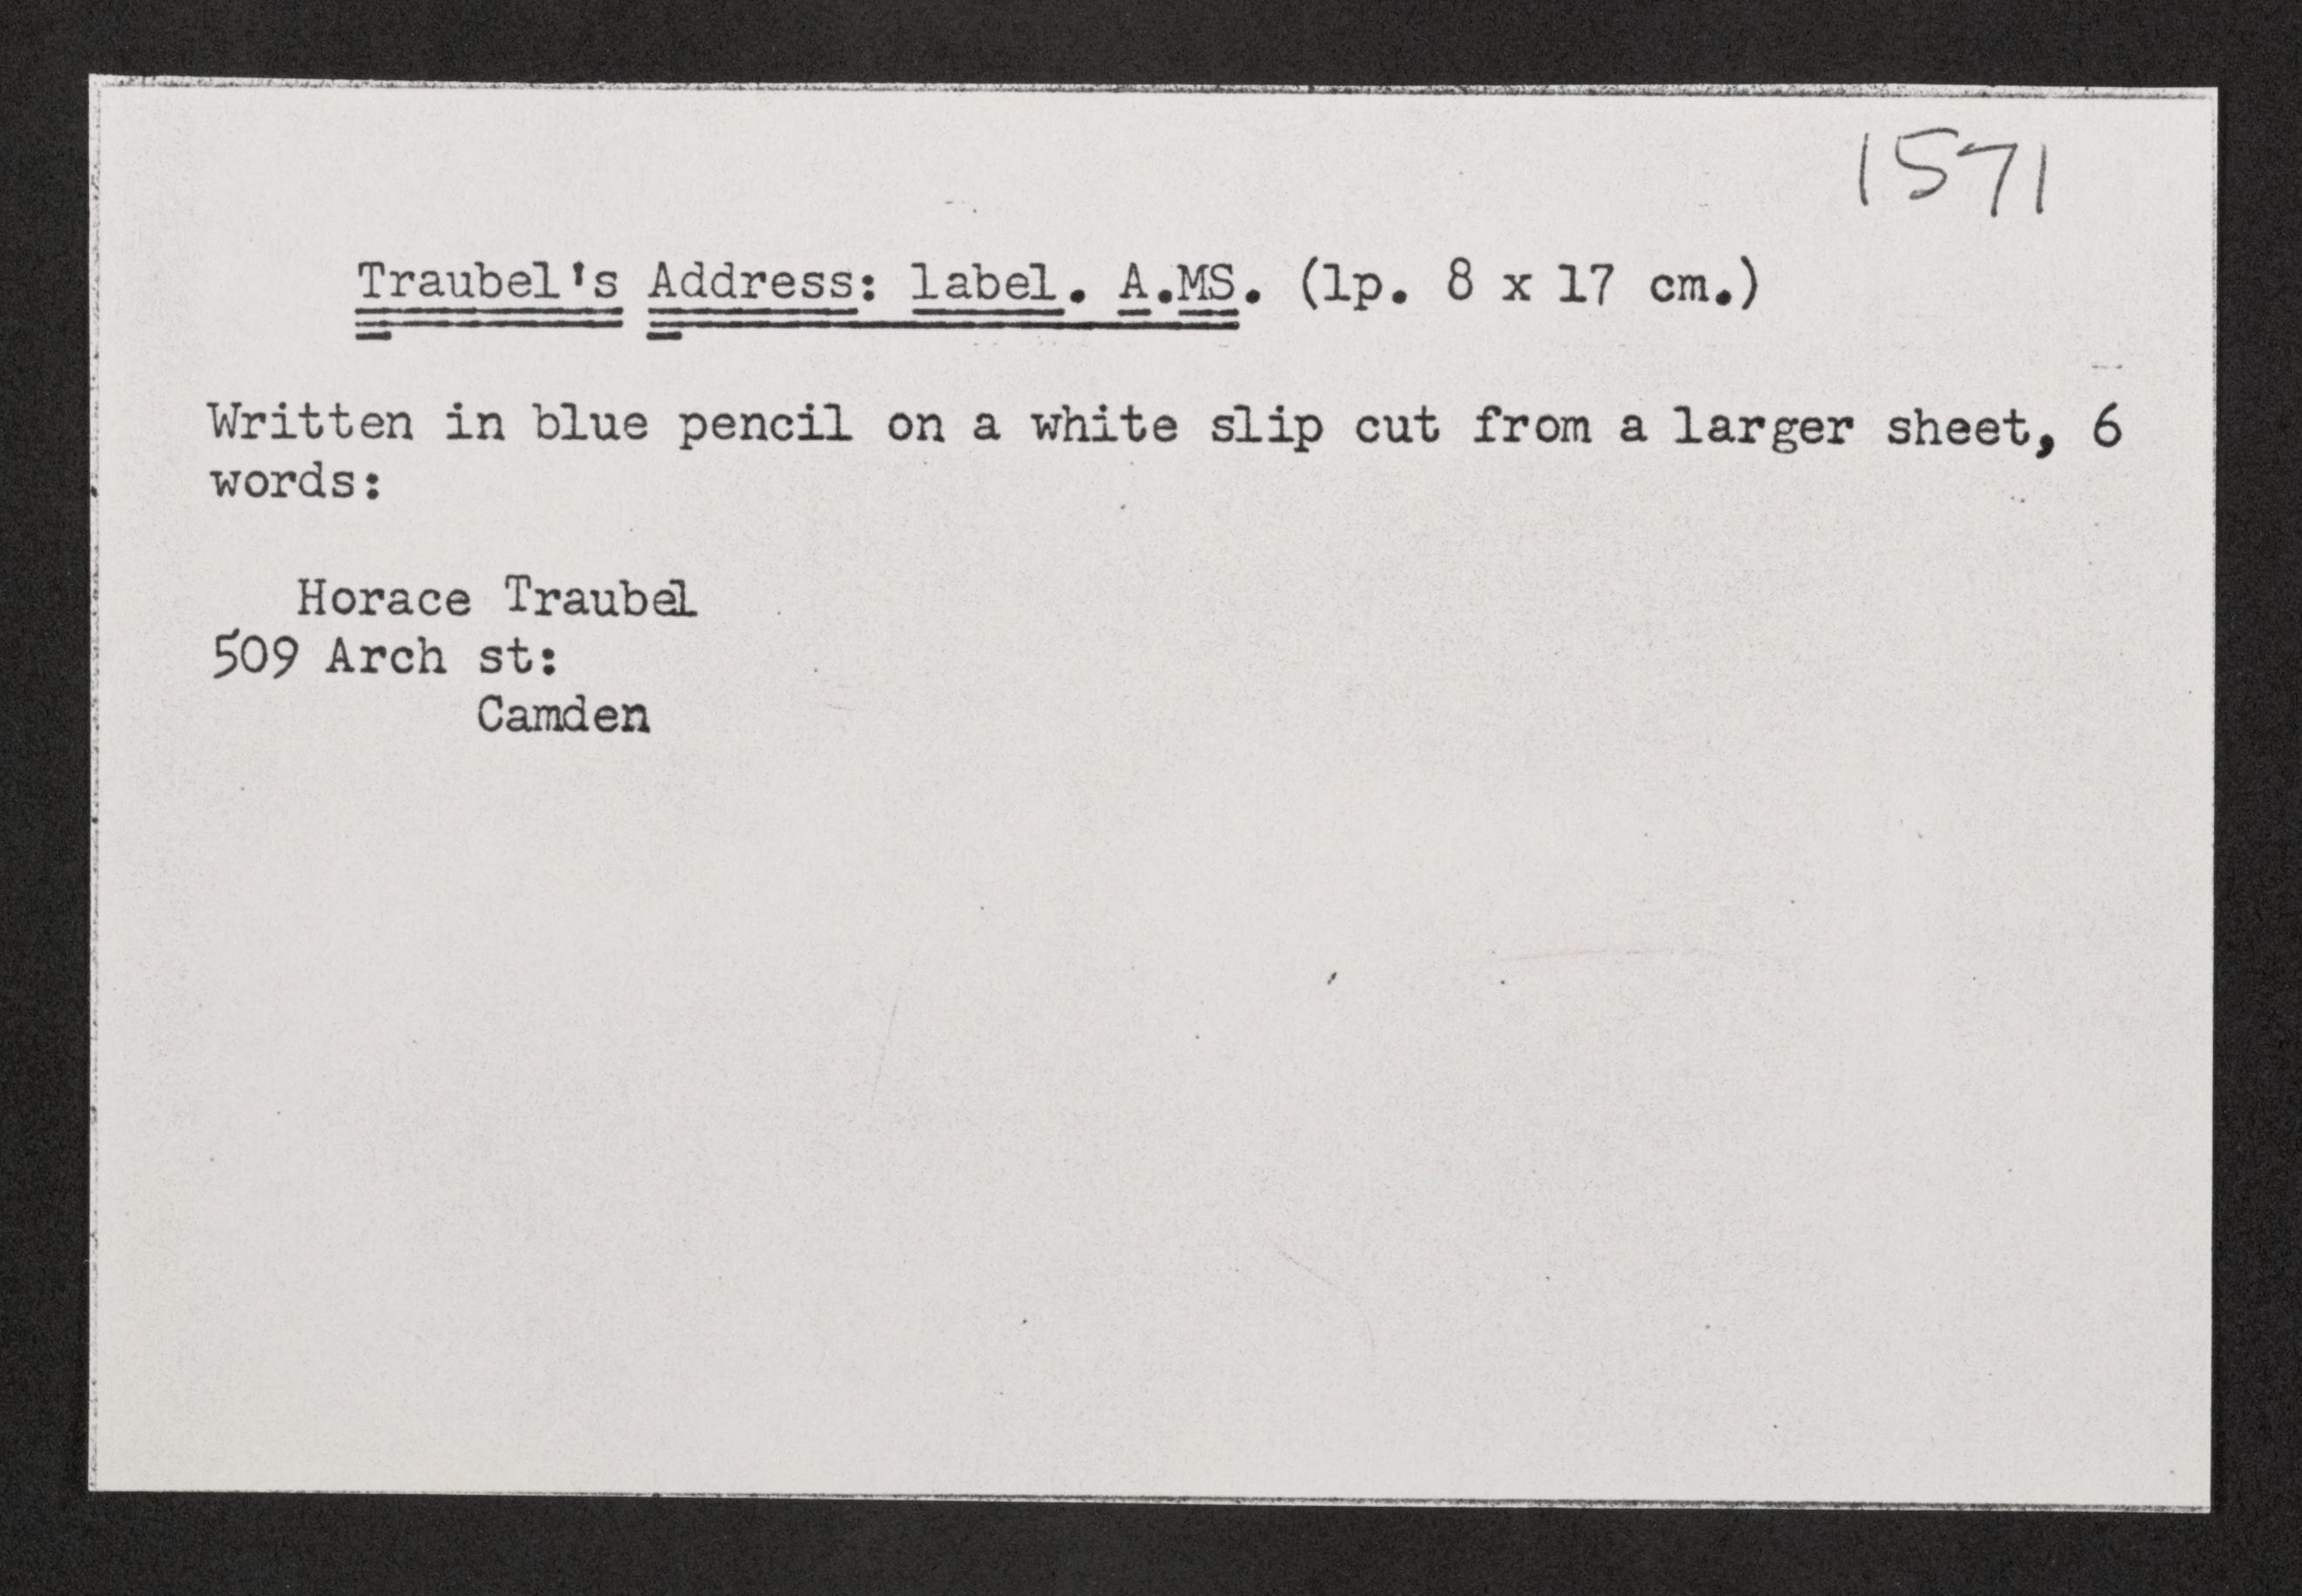 1571
Traubel's Address: label. A.MS. (1p. 8 x 17 cm.)
Written in blue pencil on a white slip cut from a larger sheet, 6
words:
Horace Traubel
509 Arch st:
Camden